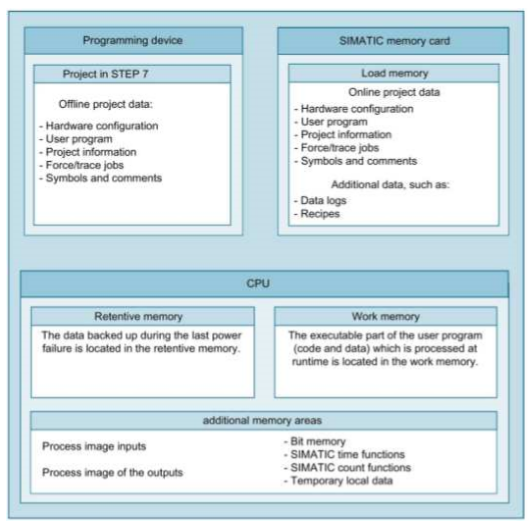 Programming device
Project in STEP 7
Offline project data:
- Hardware configuration
- User program
- Project information
- Force/trace jobs
- Symbols and comments
SIMATIC memory card
Load memory
Online project data
- Hardware configuration
- User program
- Project information
- Force/trace jobs
- Symbols and comments
Additional data, such as:
- Data logs
- Recipes
CPU
Retentive memory
The data backed up during the last power
failure is located in the retentive memory.
Work memory
The executable part of the user program
(code and data) which is processed at
runtime is located in the work memory.
additional memory areas
Process image inputs
Process image of the outputs
- Bit memory
- SIMATIC time functions
- SIMATIC count functions
- Temporary local data